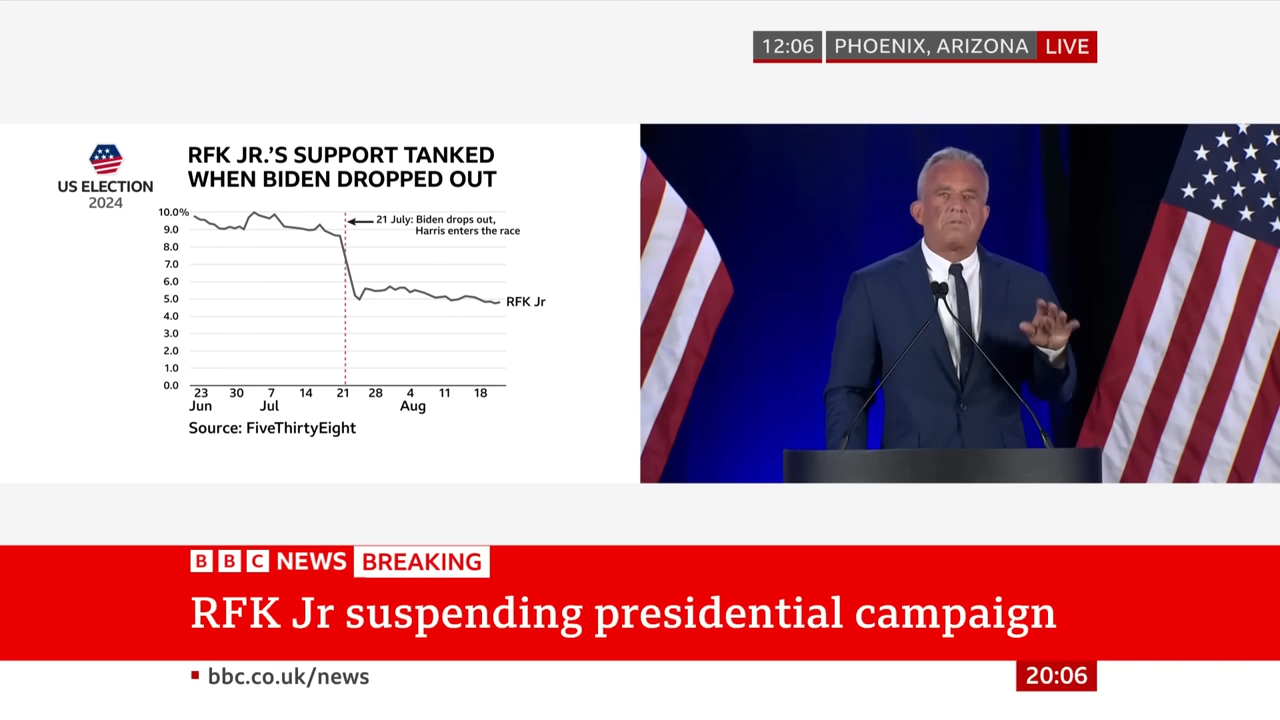 12:06 PHOENIX, ARIZONA LIVE
US ELECTION
2024
RFK JR.'S SUPPORT TANKED
WHEN BIDEN DROPPED OUT
10.0%
9.0
8.0
7.0
6.0
5.0
4.0
3.0
2.0
1.0
0.0
21 July: Biden drops out,
Harris enters the race
RFK Jr
23 30 7 14 21 28 4 11 18
Jun Jul Aug
Source: FiveThirtyEight
BBC NEWS BREAKING
RFK Jr suspending presidential campaign
bbc.co.uk/news
20:06